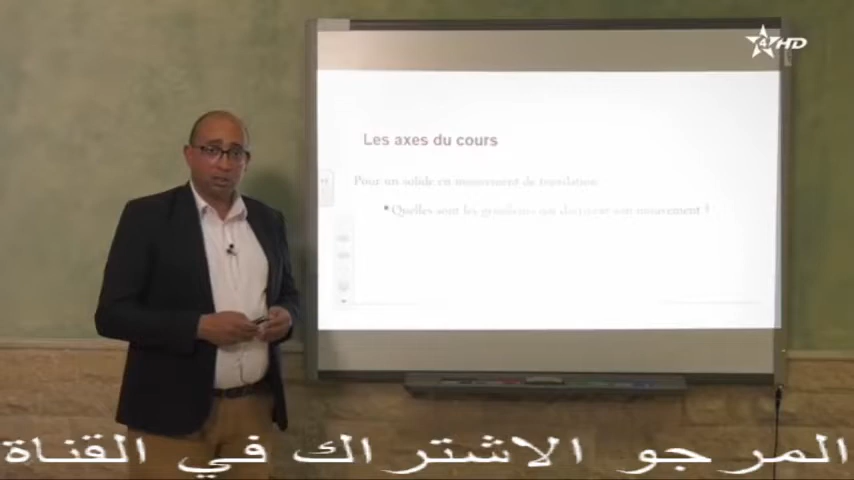 4 HD
Les axes du cours
Pour un solide en mouvement de translation
Quelles sont les grandeurs qui décrivent son mouvement ?
المرجو الاشتراك في القناة